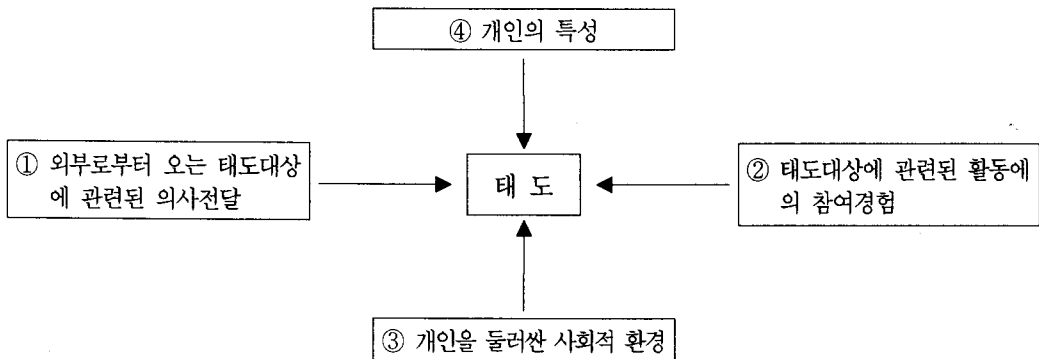 ④ 개인의 특성
① 외부로부터 오는 태도대상
에 관련된 의사전달
태 도
② 태도대상에 관련된 활동에
의 참여경험
③ 개인을 둘러싼 사회적 환경